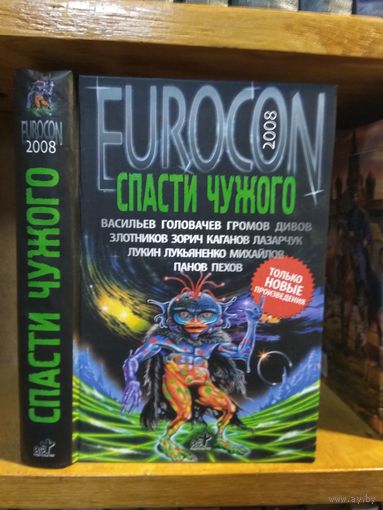 EUROCON
2008
СПАСТИ ЧУЖОГО
EUROCON
2008
СПАСТИ ЧУЖОГО
ВАСИЛЬЕВ ГОЛОВАЧЕВ ГРОМОВ ДИВОВ
ЗЛОТНИКОВ ЗОРИЧ КАГАНОВ ЛАЗАРЧУК
ЛУКИН ЛУКЬЯНЕНКО МИХАЙЛОВ
ПАНОВ ПЕХОВ
ТОЛЬКО
НОВЫЕ
ПРОИЗВЕДЕНИЯ
www.ay.by